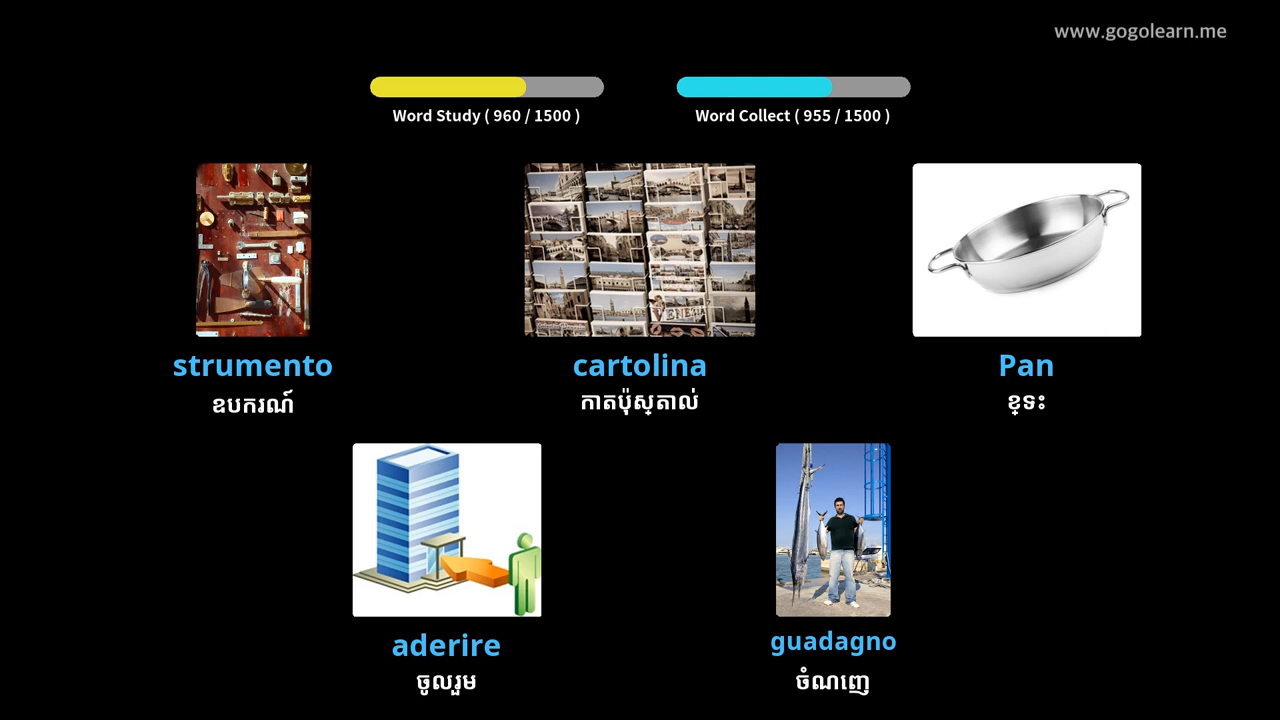 www.gogolearn.me
Word Study ( 960 / 1500 )
Word Collect ( 955 / 1500 )
strumento
ឧបករណ៍
cartolina
កាតប៉ុស្តាល់
Pan
ខ្ទះ
aderire
ចូលរួម
guadagno
ចំណញេ